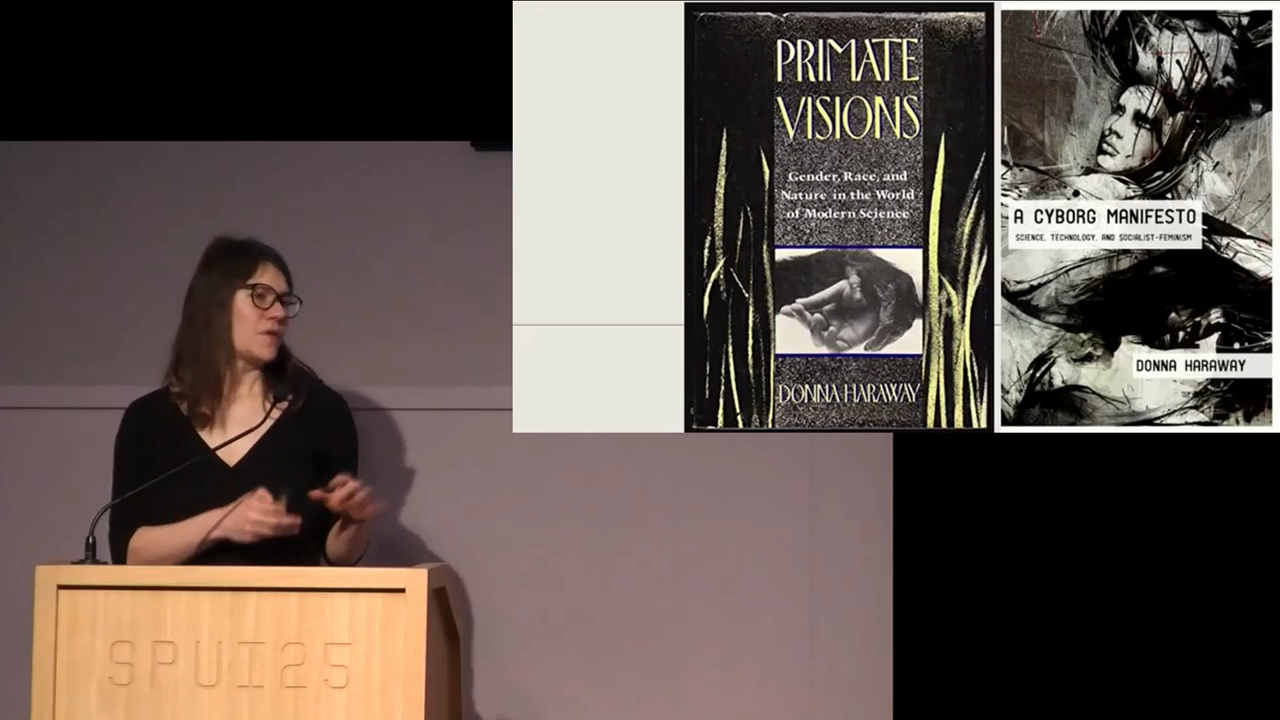 PRIMATE
VISIONS
Gender, Race, and
Nature in the World
of Modern Science
DONNA HARAWAY
A CYBORG MANIFESTO
SCIENCE, TECHNOLOGY, AND SOCIALIST-FEMINISM
DONNA HARAWAY
SPUI25